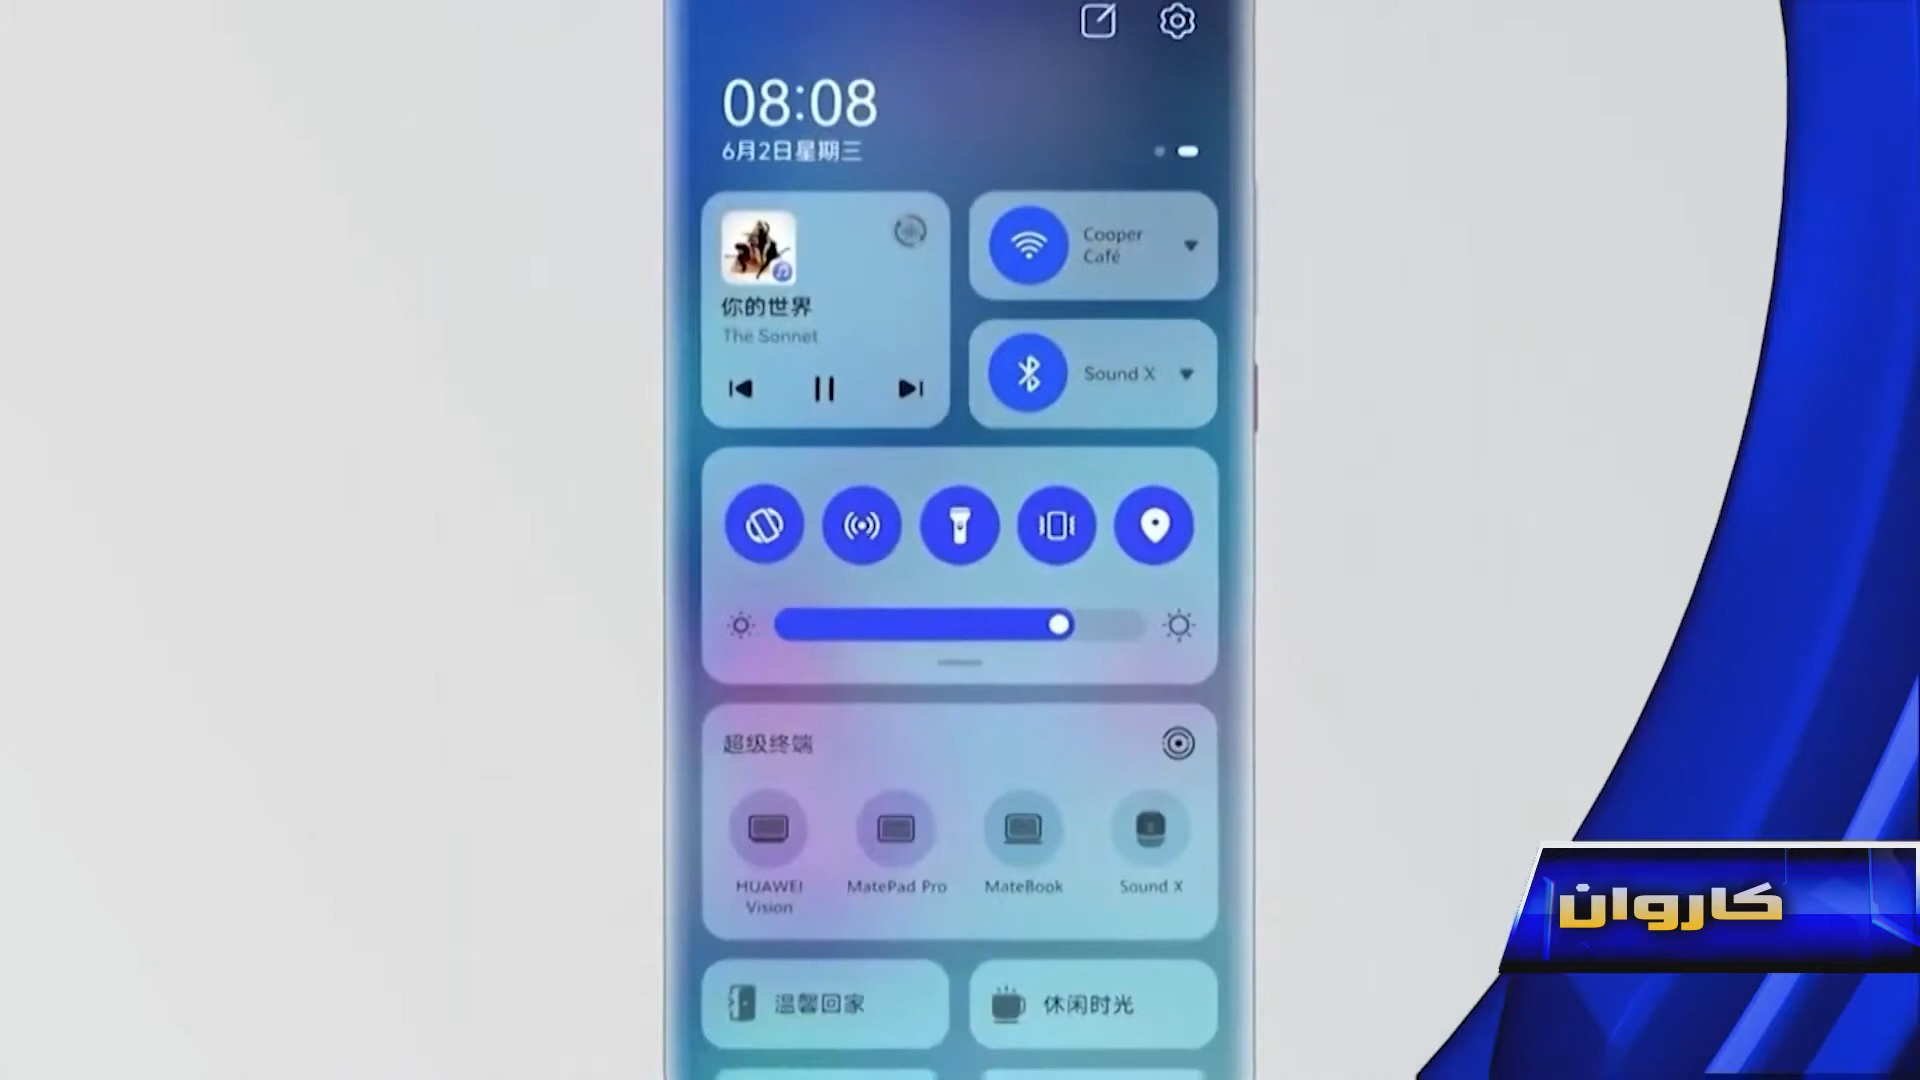 08:08
6月2日星期三
你的世界
The Sonnet
Cooper
Café
Sound X
超级终端
HUAWEI
Vision
MatePad Pro
MateBook
Sound X
温馨回家
休闲时光
کاروان